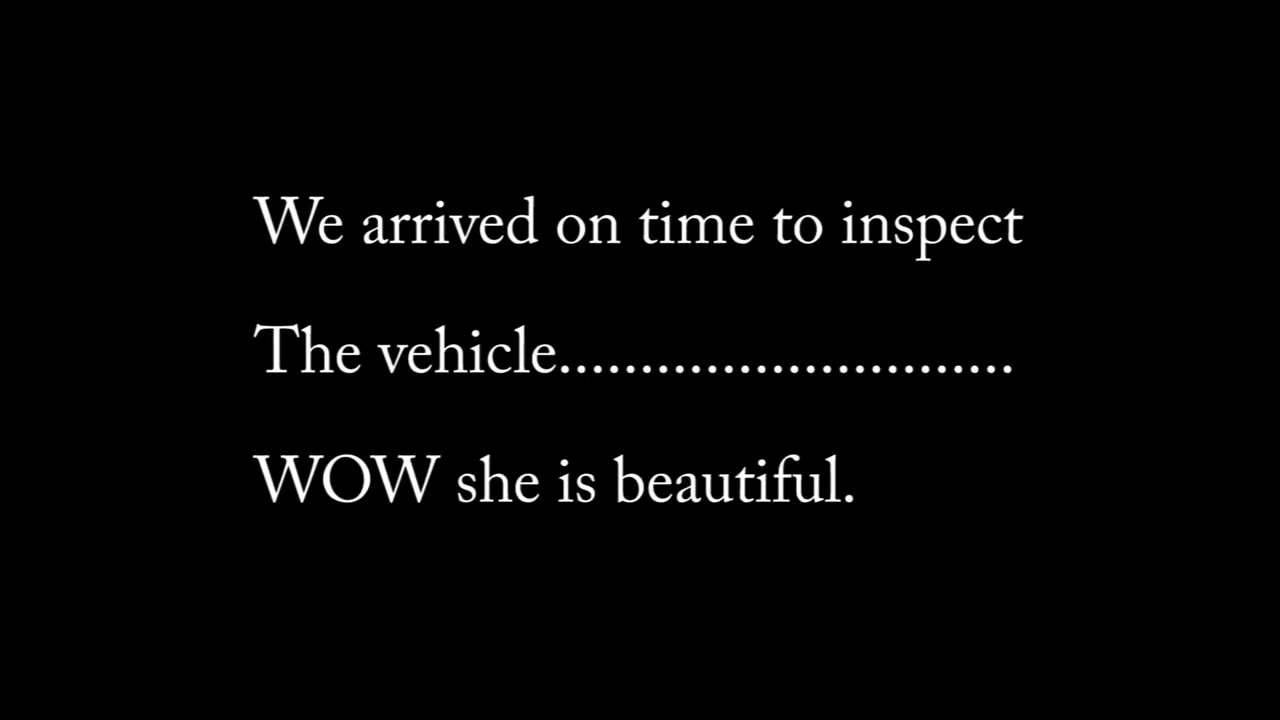 We arrived on time to inspect
The vehicle............................
WOW she is beautiful.